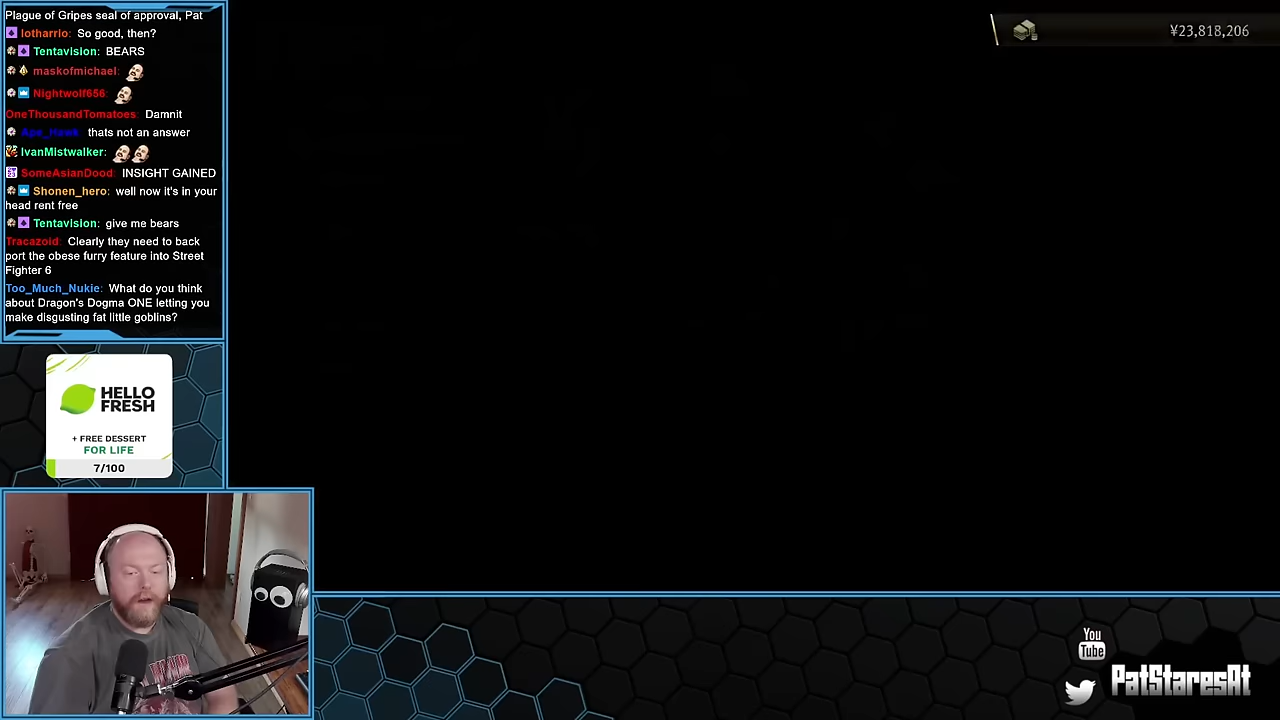 Plague of Gripes seal of approval, Pat
lotharrio: So good, then?
Tentavision: BEARS
maskofmichael:
Nightwolf656:
OneThousandTomatoes: Damnit
Ape_Hawk: thats not an answer
IvanMistwalker:
SomeAsianDood: INSIGHT GAINED
Shonen_hero: well now it's in your
head rent free
Tentavision: give me bears
Tracazoid: Clearly they need to back
port the obese furry feature into Street
Fighter 6
Too_Much_Nukie: What do you think
about Dragon's Dogma ONE letting you
make disgusting fat little goblins?
¥23,818,206
HELLO
FRESH
+ FREE DESSERT
FOR LIFE
7/100
You
Tube
PatStaresAt